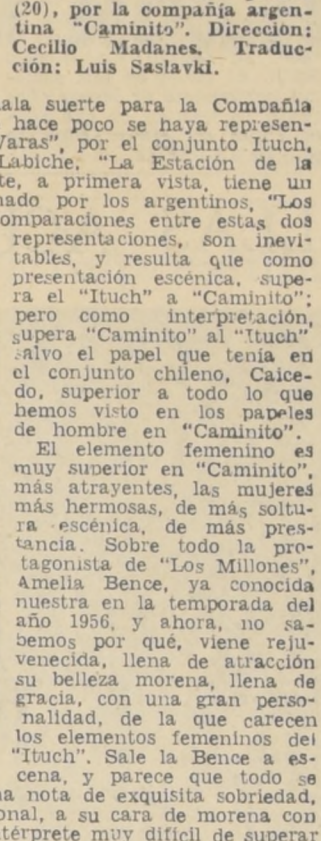 (20), por la compañía argen-
tina "Caminito". Dirección:
Cecilio Madanes. Traduc-
ción: Luis Saslavki.
ala suerte para la Compañía
hace poco se haya represen-
Varas", por el conjunto Ituch,
Labiche, "La Estación de la
te, a primera vista, tiene un
nado por los argentinos, "Los
omparaciones entre estas dos
representaciones, son inevi-
tables, y resulta que como
presentación escénica, supe-
ra el "Ituch" a "Caminito";
pero como interpretación,
supera "Caminito" al "Ituch"
salvo el papel que tenía en
el conjunto chileno, Caice-
do, superior a todo lo que
hemos visto en los papeles
de hombre en "Caminito".
El elemento femenino es
muy superior en "Caminito",
más atrayentes, las mujeres
más hermosas, de más soltu-
ra escénica, de más pres-
tancia. Sobre todo la pro-
tagonista de "Los Millones",
Amelia Bence, ya conocida
nuestra en la temporada del
año 1956, y ahora, no sa-
bemos por qué, viene reju-
venecida, llena de atracción
su belleza morena, llena de
gracia, con una gran perso-
nalidad, de la que carecen
los elementos femeninos del
"Ituch". Sale la Bence a es-
cena, y parece que todo se
na nota de exquisita sobriedad,
onal, a su cara de morena con
ntérprete muy difícil de superar